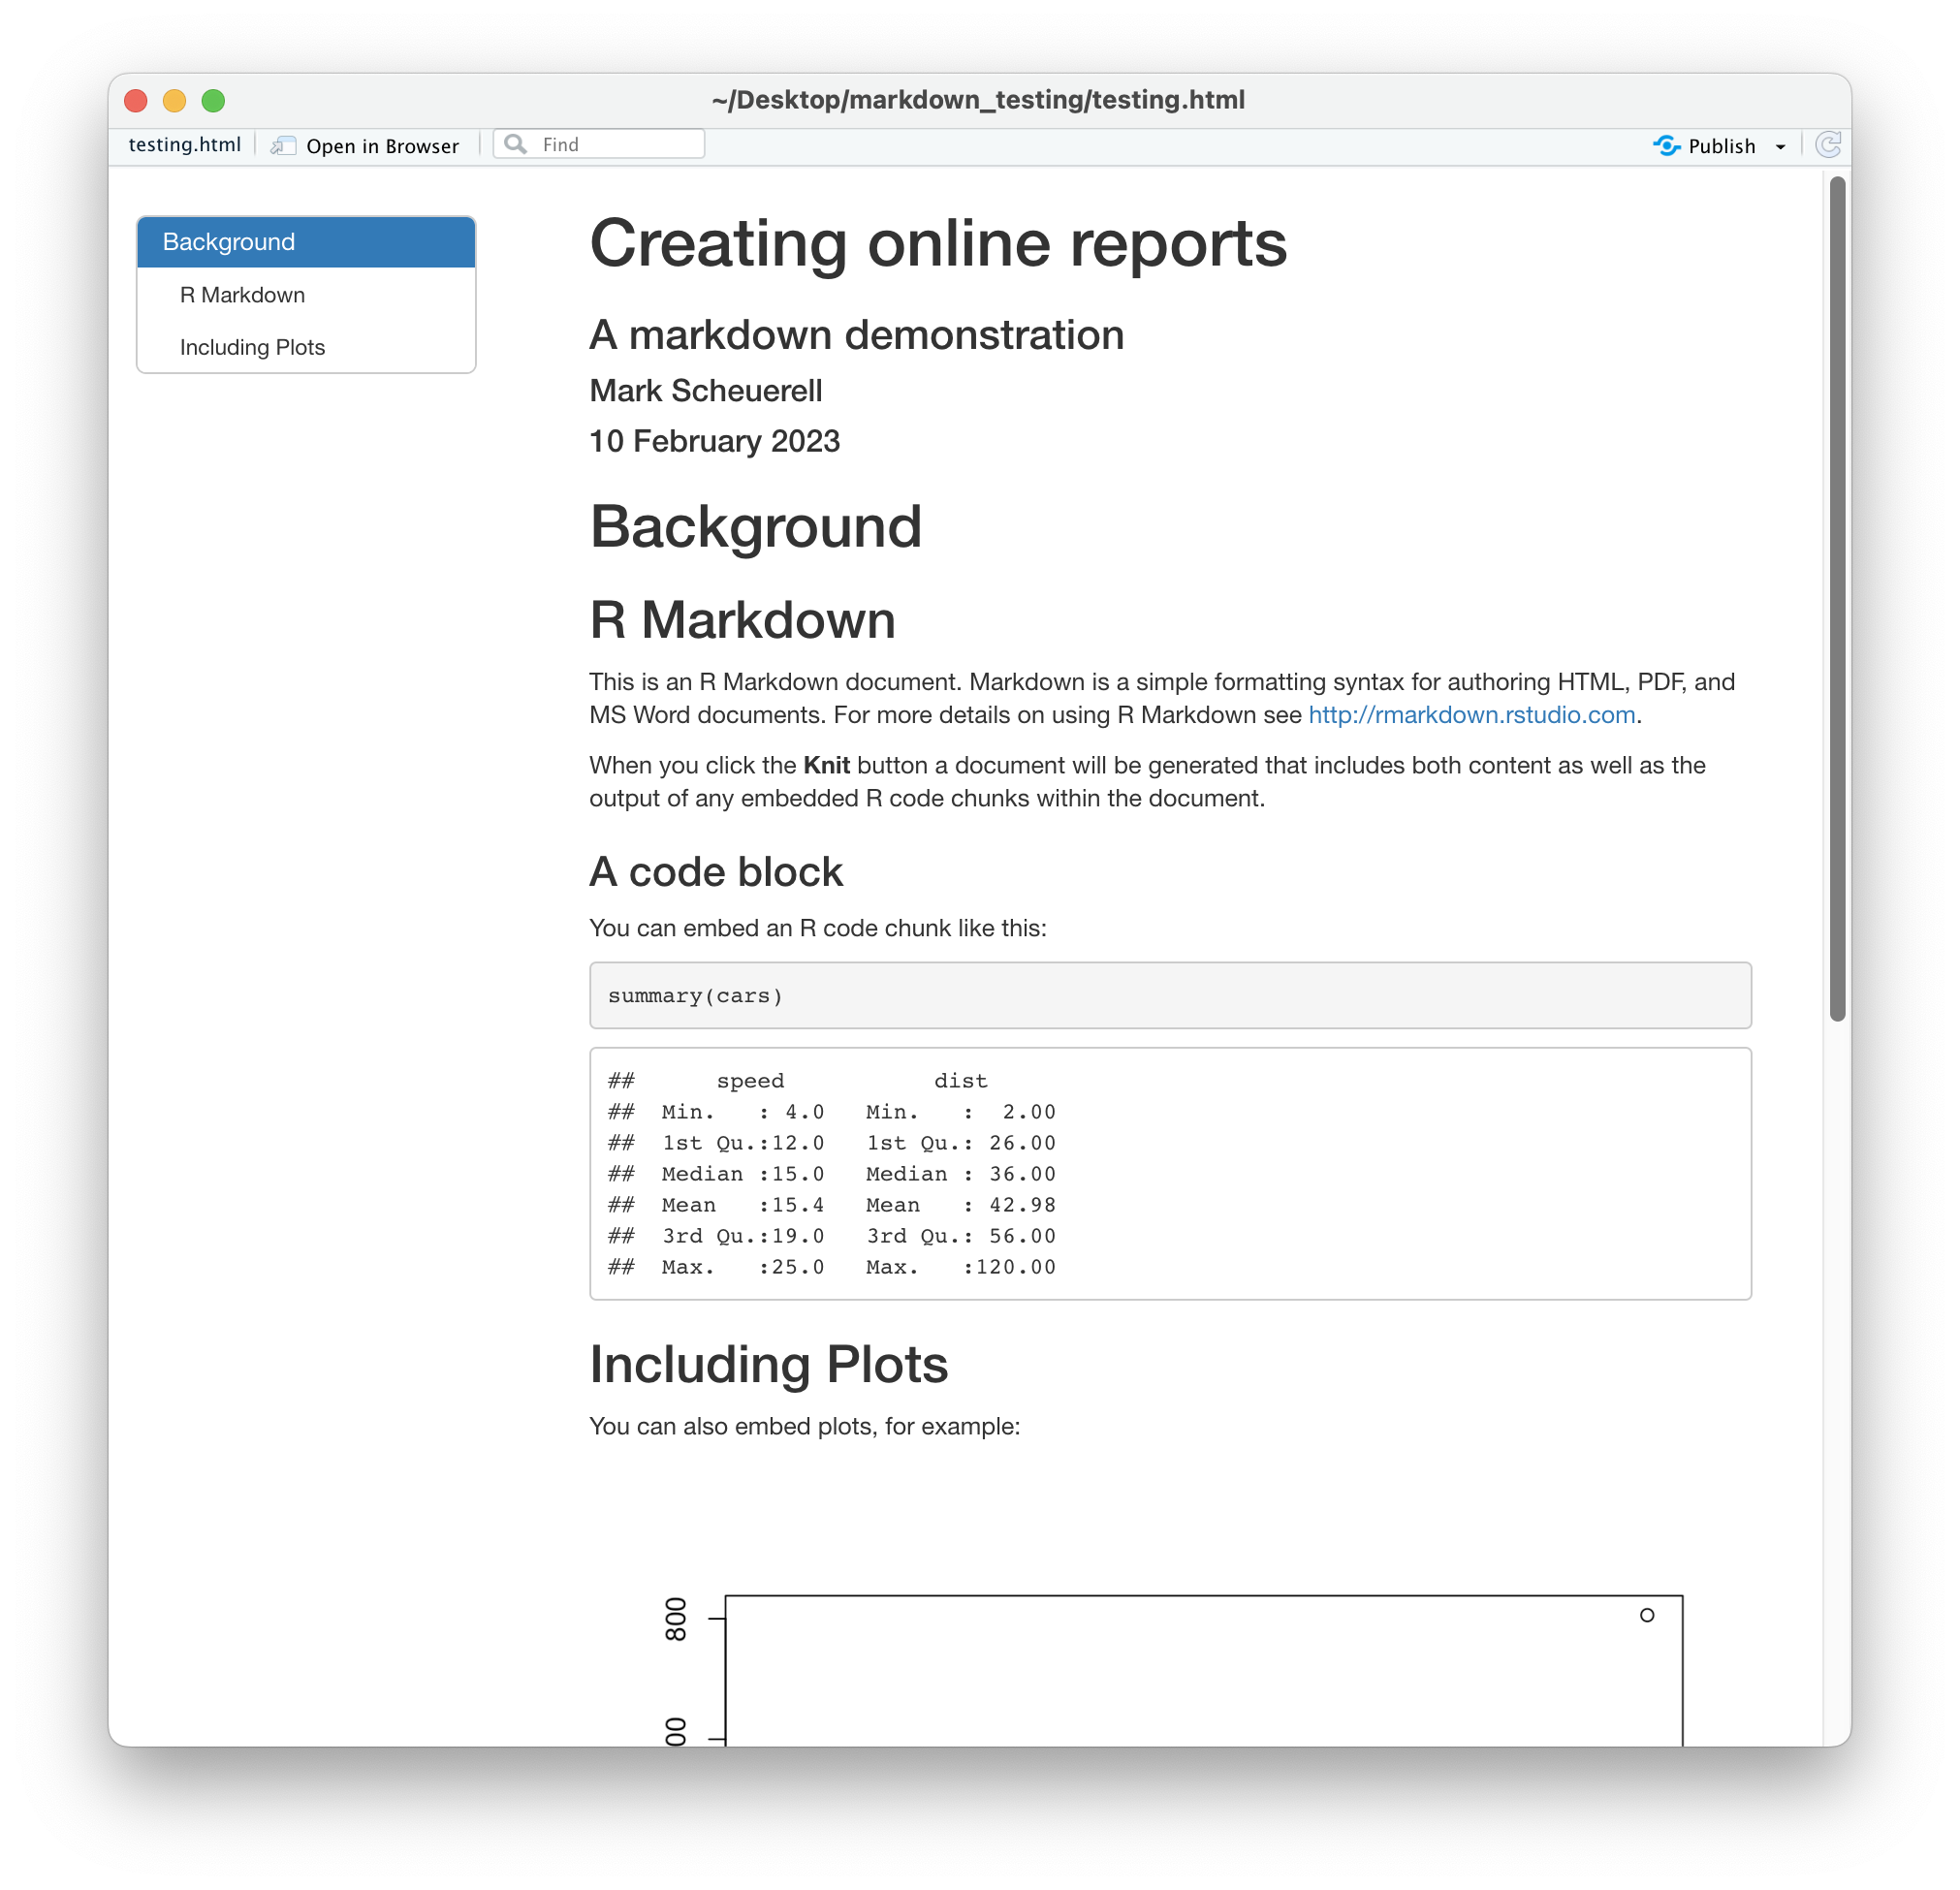 ~/Desktop/markdown_testing/testing.html
testing.html Open in Browser Find Publish
Background
R Markdown
Including Plots
Creating online reports
A markdown demonstration
Mark Scheuerell
10 February 2023
Background
R Markdown
This is an R Markdown document. Markdown is a simple formatting syntax for authoring HTML, PDF, and
MS Word documents. For more details on using R Markdown see http://rmarkdown.rstudio.com.
When you click the Knit button a document will be generated that includes both content as well as the
output of any embedded R code chunks within the document.
A code block
You can embed an R code chunk like this:
summary(cars)
##      speed           dist
##  Min.   : 4.0   Min.   :  2.00
##  1st Qu.:12.0   1st Qu.: 26.00
##  Median :15.0   Median : 36.00
##  Mean   :15.4   Mean   : 42.98
##  3rd Qu.:19.0   3rd Qu.: 56.00
##  Max.   :25.0   Max.   :120.00
Including Plots
You can also embed plots, for example:
800